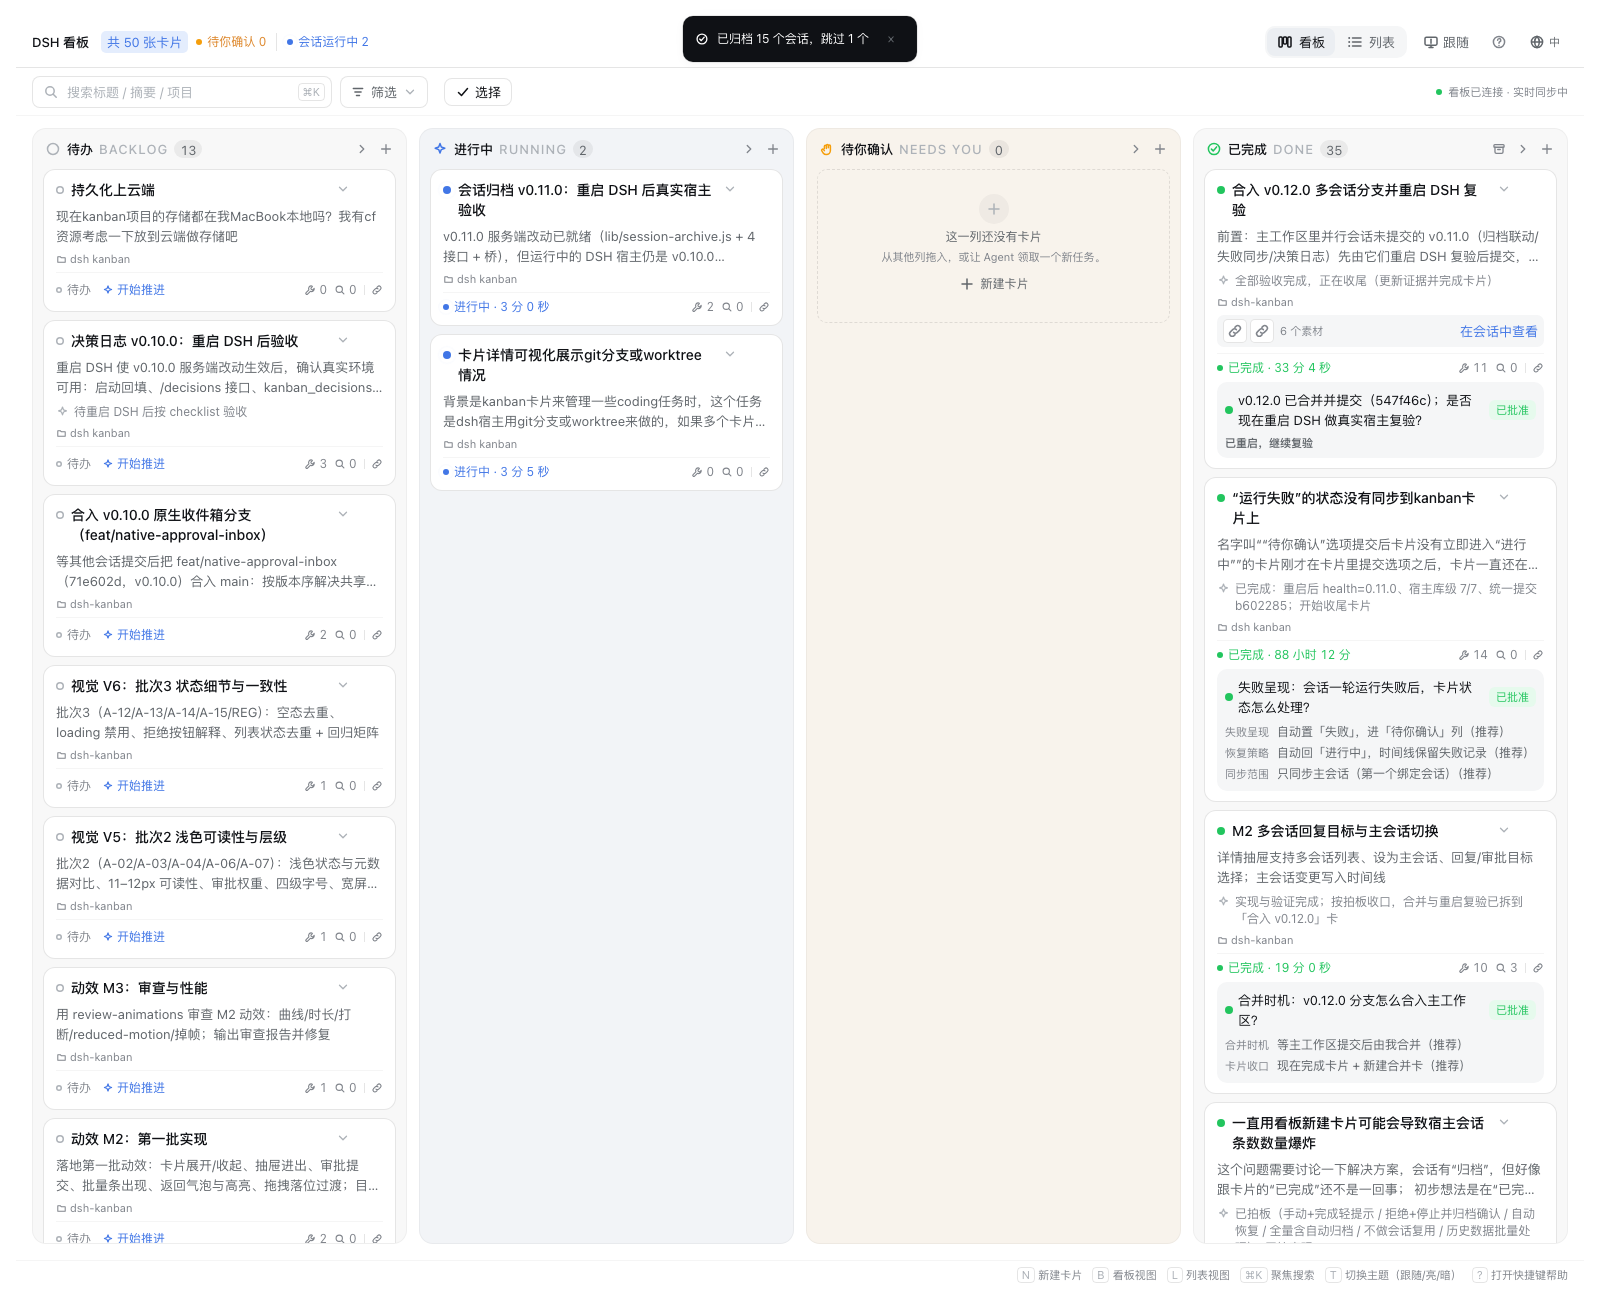 DSH 看板
共 50 张卡片
待你确认 0
会话运行中 2
已归档 15 个会话，跳过 1 个
看板
列表
跟随
中
搜索标题 / 摘要 / 项目
⌘K
筛选
选择
看板已连接 · 实时同步中
待办 BACKLOG 13
持久化上云端
现在kanban项目的存储都在我MacBook本地吗？我有cf
资源考虑一下放到云端做存储吧
dsh kanban
待办 开始推进 0 0
决策日志 v0.10.0：重启 DSH 后验收
重启 DSH 使 v0.10.0 服务端改动生效后，确认真实环境
可用：启动回填、/decisions 接口、kanban_decisions...
待重启 DSH 后按 checklist 验收
dsh kanban
待办 开始推进 3 0
合入 v0.10.0 原生收件箱分支
（feat/native-approval-inbox）
等其他会话提交后把 feat/native-approval-inbox
（71e602d，v0.10.0）合入 main：按版本序解决共享...
dsh-kanban
待办 开始推进 2 0
视觉 V6：批次3 状态细节与一致性
批次3（A-12/A-13/A-14/A-15/REG）：空态去重、
loading 禁用、拒绝按钮解释、列表状态去重 + 回归矩阵
dsh-kanban
待办 开始推进 1 0
视觉 V5：批次2 浅色可读性与层级
批次2（A-02/A-03/A-04/A-06/A-07）：浅色状态与元数
据对比、11–12px 可读性、审批权重、四级字号、宽屏...
dsh-kanban
待办 开始推进 1 0
动效 M3：审查与性能
用 review-animations 审查 M2 动效：曲线/时长/打
断/reduced-motion/掉帧；输出审查报告并修复
dsh-kanban
待办 开始推进 1 0
动效 M2：第一批实现
落地第一批动效：卡片展开/收起、抽屉进出、审批提
交、批量条出现、返回气泡与高亮、拖拽落位过渡；目...
dsh-kanban
待办 开始推进 2 0
进行中 RUNNING 2
会话归档 v0.11.0：重启 DSH 后真实宿主
验收
v0.11.0 服务端改动已就绪（lib/session-archive.js + 4
接口 + 桥），但运行中的 DSH 宿主仍是 v0.10.0...
dsh kanban
进行中 · 3 分 0 秒 2 0
卡片详情可视化展示git分支或worktree
情况
背景是kanban卡片来管理一些coding任务时，这个任务
是dsh宿主用git分支或worktree来做的，如果多个卡片...
dsh kanban
进行中 · 3 分 5 秒 0 0
待你确认 NEEDS YOU 0
这一列还没有卡片
从其他列拖入，或让 Agent 领取一个新任务。
新建卡片
已完成 DONE 35
合入 v0.12.0 多会话分支并重启 DSH 复
验
前置：主工作区里并行会话未提交的 v0.11.0（归档联动/
失败同步/决策日志）先由它们重启 DSH 复验后提交，...
全部验收完成，正在收尾（更新证据并完成卡片）
dsh-kanban
6 个素材
在会话中查看
已完成 · 33 分 4 秒 11 0
v0.12.0 已合并并提交（547f46c）；是否
现在重启 DSH 做真实宿主复验？
已批准
已重启，继续复验
“运行失败”的状态没有同步到kanban卡
片上
名字叫"“待你确认”选项提交后卡片没有立即进入“进行
中”"的卡片刚才在卡片里提交选项之后，卡片一直还在...
已完成：重启后 health=0.11.0、宿主库级 7/7、统一提交
b602285；开始收尾卡片
dsh kanban
已完成 · 88 小时 12 分 14 0
失败呈现：会话一轮运行失败后，卡片状
态怎么处理？
已批准
失败呈现 自动置「失败」，进「待你确认」列（推荐）
恢复策略 自动回「进行中」，时间线保留失败记录（推荐）
同步范围 只同步主会话（第一个绑定会话）（推荐）
M2 多会话回复目标与主会话切换
详情抽屉支持多会话列表、设为主会话、回复/审批目标
选择；主会话变更写入时间线
实现与验证完成；按拍板收口，合并与重启复验已拆到
「合入 v0.12.0」卡
dsh-kanban
已完成 · 19 分 0 秒 10 3
合并时机：v0.12.0 分支怎么合入主工作
区？
已批准
合并时机 等主工作区提交后由我合并（推荐）
卡片收口 现在完成卡片 + 新建合并卡（推荐）
一直用看板新建卡片可能会导致宿主会话
条数数量爆炸
这个问题需要讨论一下解决方案，会话有“归档”，但好像
跟卡片的“已完成”还不是一回事； 初步想法是在“已完...
已拍板（手动+完成轻提示 / 拒绝+停止并归档确认 / 自动
恢复 / 全量含自动归档 / 不做会话复用 / 历史数据批量处
N 新建卡片
B 看板视图
L 列表视图
⌘K 聚焦搜索
T 切换主题（跟随/亮/暗）
? 打开快捷键帮助